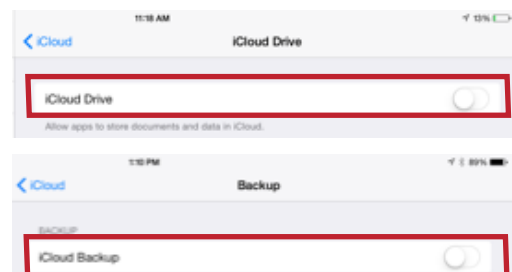 11:18 AM 13%
iCloud iCloud Drive
iCloud Drive
Allow apps to store documents and data in iCloud.
1:10 PM 89%
iCloud Backup
BACKUP
iCloud Backup